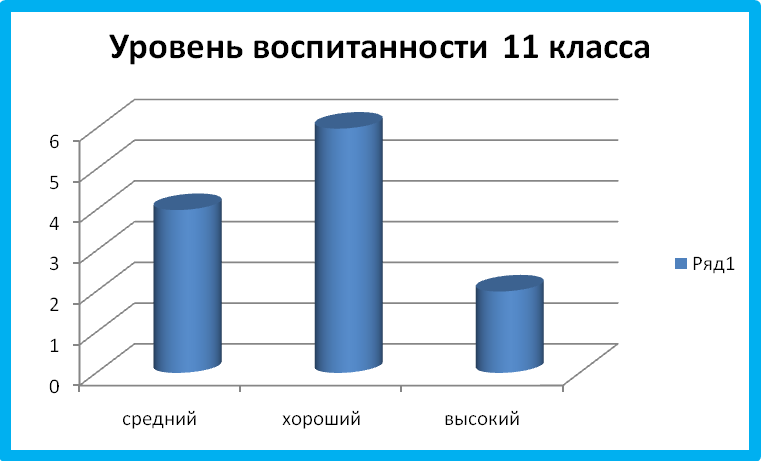 Уровень воспитанности 11 класса
6
5
4
3
2
1
0
средний хороший высокий
Ряд1